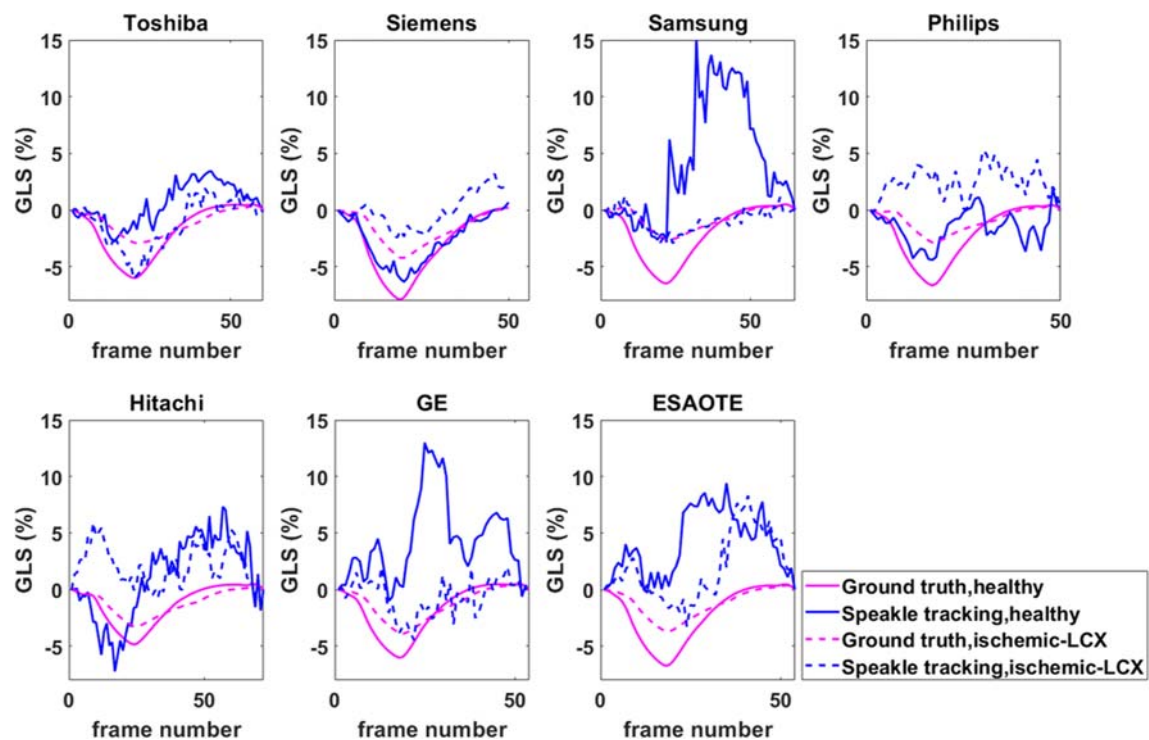 Toshiba
Siemens
Samsung
Philips
15
10
5
0
-5
GLS (%)
0
50
frame number
15
10
5
0
-5
GLS (%)
0
50
frame number
15
10
5
0
-5
GLS (%)
0
50
frame number
15
10
5
0
-5
GLS (%)
0
50
frame number
Hitachi
GE
ESAOTE
15
10
5
0
-5
GLS (%)
0
50
frame number
15
10
5
0
-5
GLS (%)
0
50
frame number
15
10
5
0
-5
GLS (%)
0
50
frame number
Ground truth,healthy
Speakle tracking,healthy
Ground truth,ischemic-LCX
Speakle tracking,ischemic-LCX